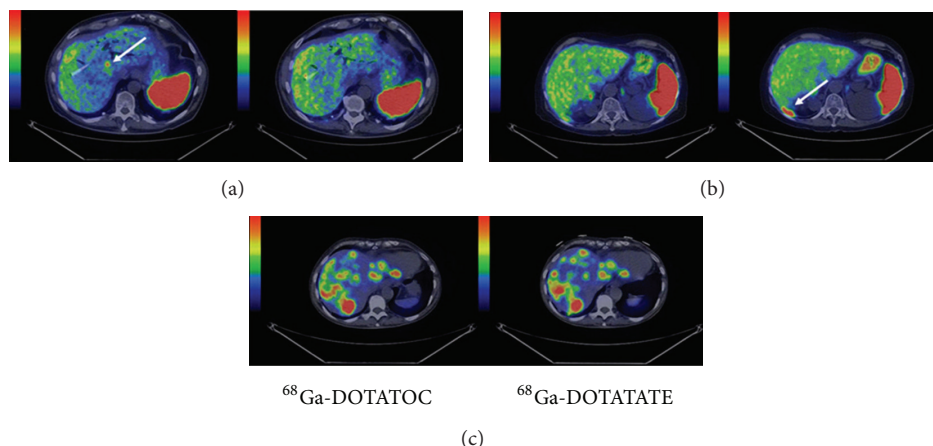 (a)
(b)
⁶⁸Ga-DOTATOC
⁶⁸Ga-DOTATATE
(c)